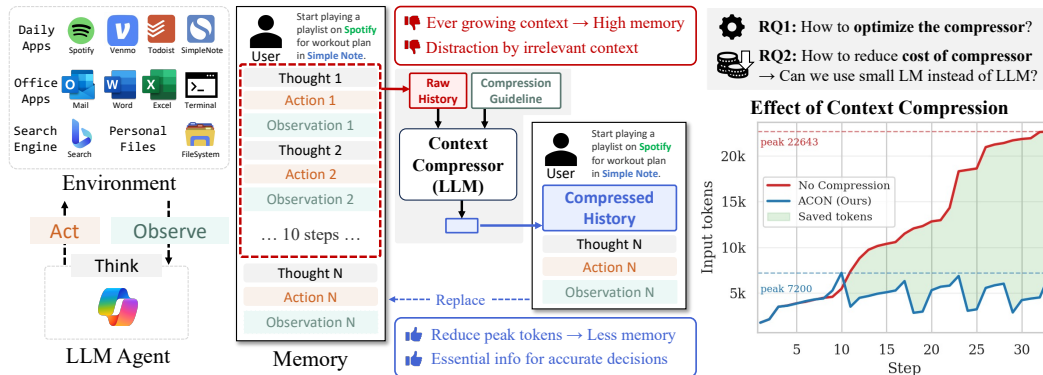 Daily
Apps
Spotify
Venmo
Todoist
SimpleNote
Office
Apps
Mail
Word
Excel
Terminal
Search
Engine
Search
Personal
Files
FileSystem
Environment
Act
Observe
Think
LLM Agent
User
Start playing a
playlist on Spotify
for workout plan
in Simple Note.
Thought 1
Action 1
Observation 1
Thought 2
Action 2
Observation 2
... 10 steps ...
Thought N
Action N
Observation N
Memory
Ever growing context → High memory
Distraction by irrelevant context
Raw
History
Compression
Guideline
Context
Compressor
(LLM)
User
Start playing a
playlist on Spotify
for workout plan
in Simple Note.
Compressed
History
Thought N
Action N
Observation N
Replace
Reduce peak tokens → Less memory
Essential info for accurate decisions
RQ1: How to optimize the compressor?
RQ2: How to reduce cost of compressor
→ Can we use small LM instead of LLM?
Effect of Context Compression
peak 22643
No Compression
ACON (Ours)
Saved tokens
peak 7200
Input tokens
20k
15k
10k
5k
5 10 15 20 25 30
Step